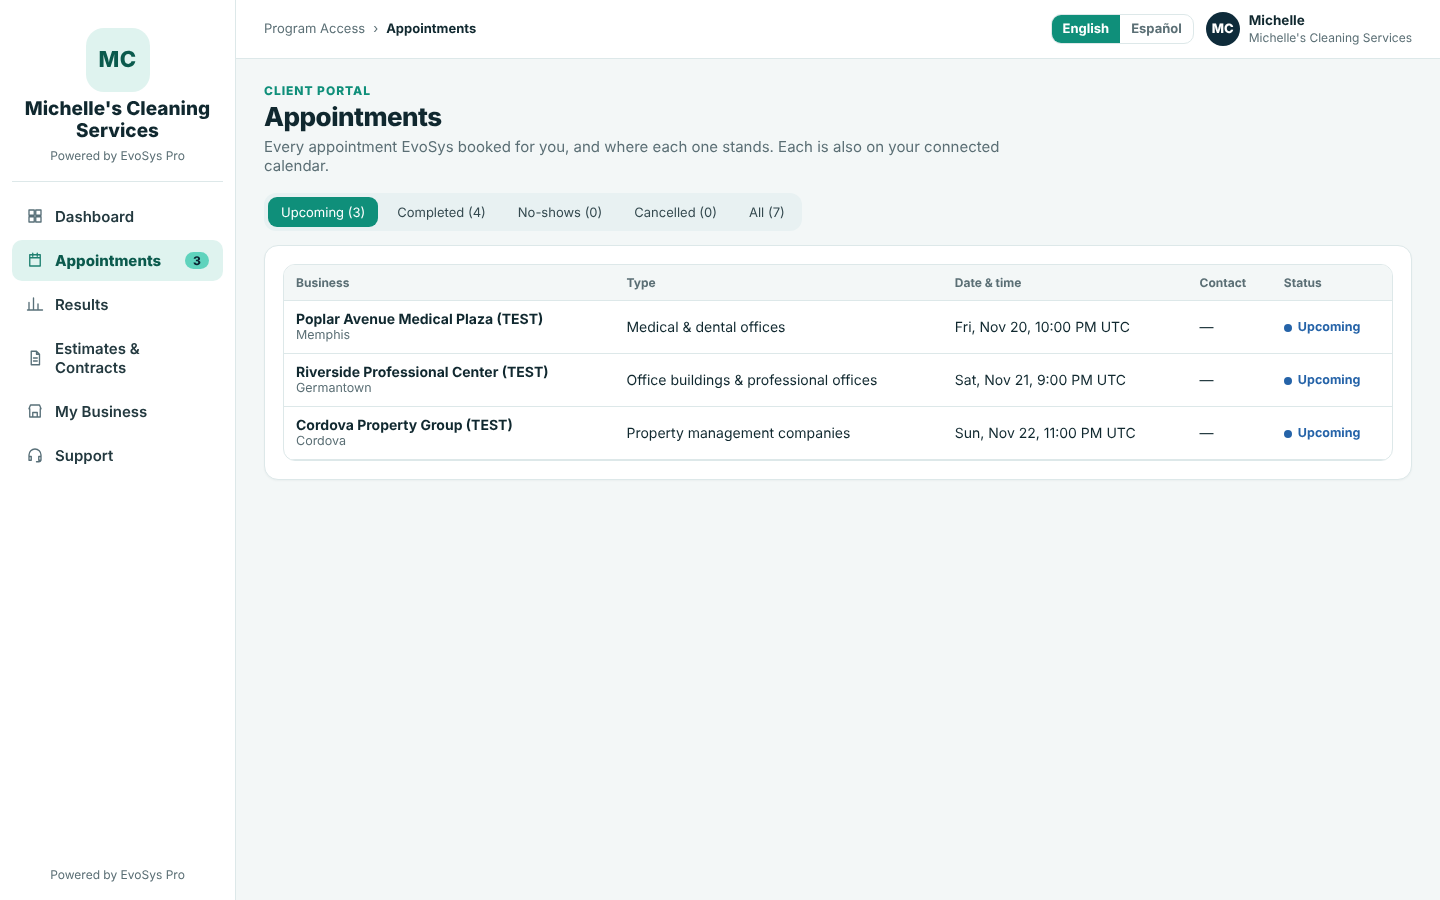 MC
Michelle's Cleaning
Services
Powered by EvoSys Pro
Dashboard
Appointments 3
Results
Estimates &
Contracts
My Business
Support
Powered by EvoSys Pro
Program Access › Appointments
English Español
MC
Michelle
Michelle's Cleaning Services
CLIENT PORTAL
Appointments
Every appointment EvoSys booked for you, and where each one stands. Each is also on your connected
calendar.
Upcoming (3) Completed (4) No-shows (0) Cancelled (0) All (7)
Business Type Date & time Contact Status
Poplar Avenue Medical Plaza (TEST)
Memphis
Medical & dental offices Fri, Nov 20, 10:00 PM UTC — Upcoming
Riverside Professional Center (TEST)
Germantown
Office buildings & professional offices Sat, Nov 21, 9:00 PM UTC — Upcoming
Cordova Property Group (TEST)
Cordova
Property management companies Sun, Nov 22, 11:00 PM UTC — Upcoming